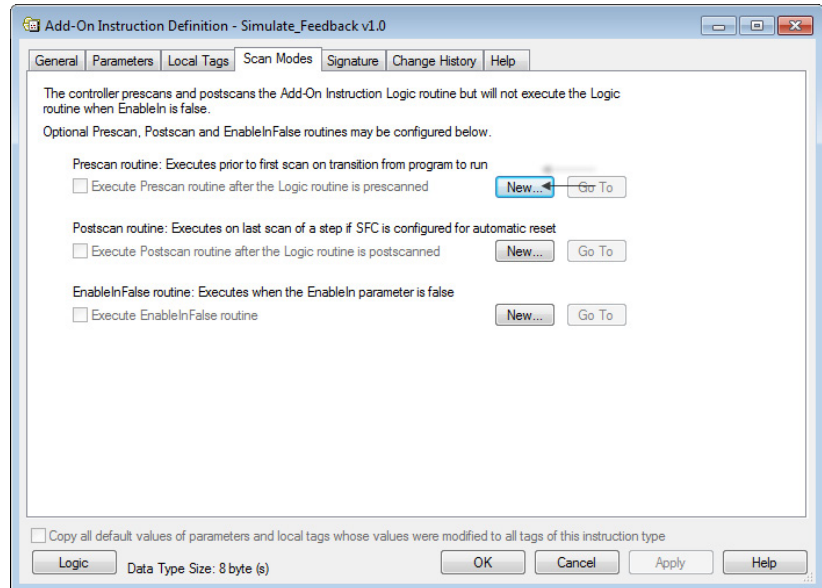 Add-On Instruction Definition - Simulate_Feedback v1.0
General Parameters Local Tags Scan Modes Signature Change History Help
The controller prescans and postscans the Add-On Instruction Logic routine but will not execute the Logic
routine when EnableIn is false.
Optional Prescan, Postscan and EnableInFalse routines may be configured below.
Prescan routine: Executes prior to first scan on transition from program to run
Execute Prescan routine after the Logic routine is prescanned New... Go To
Postscan routine: Executes on last scan of a step if SFC is configured for automatic reset
Execute Postscan routine after the Logic routine is postscanned New... Go To
EnableInFalse routine: Executes when the EnableIn parameter is false
Execute EnableInFalse routine New... Go To
Copy all default values of parameters and local tags whose values were modified to all tags of this instruction type
Logic Data Type Size: 8 byte (s) OK Cancel Apply Help